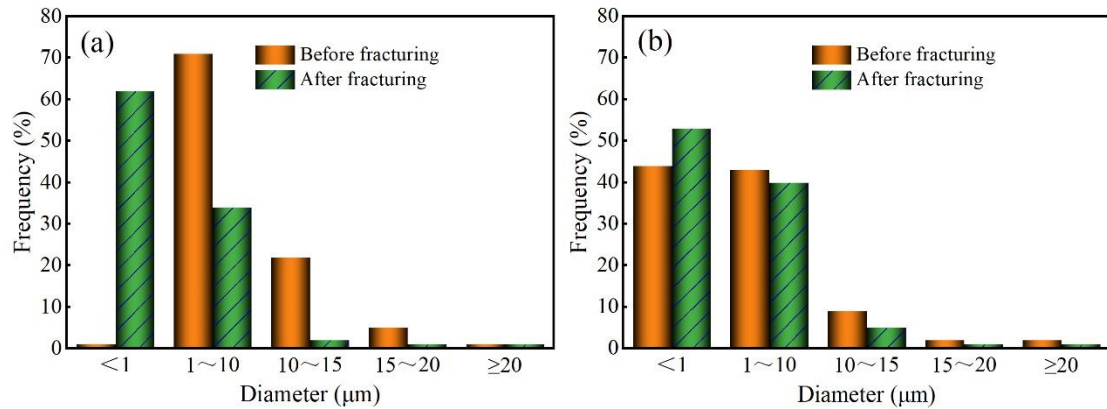 80
70
60
50
40
30
20
10
0
Frequency (%)
(a)
Before fracturing
After fracturing
<1
1~10
10~15
15~20
≥20
Diameter (μm)
80
70
60
50
40
30
20
10
0
Frequency (%)
(b)
Before fracturing
After fracturing
<1
1~10
10~15
15~20
≥20
Diameter (μm)